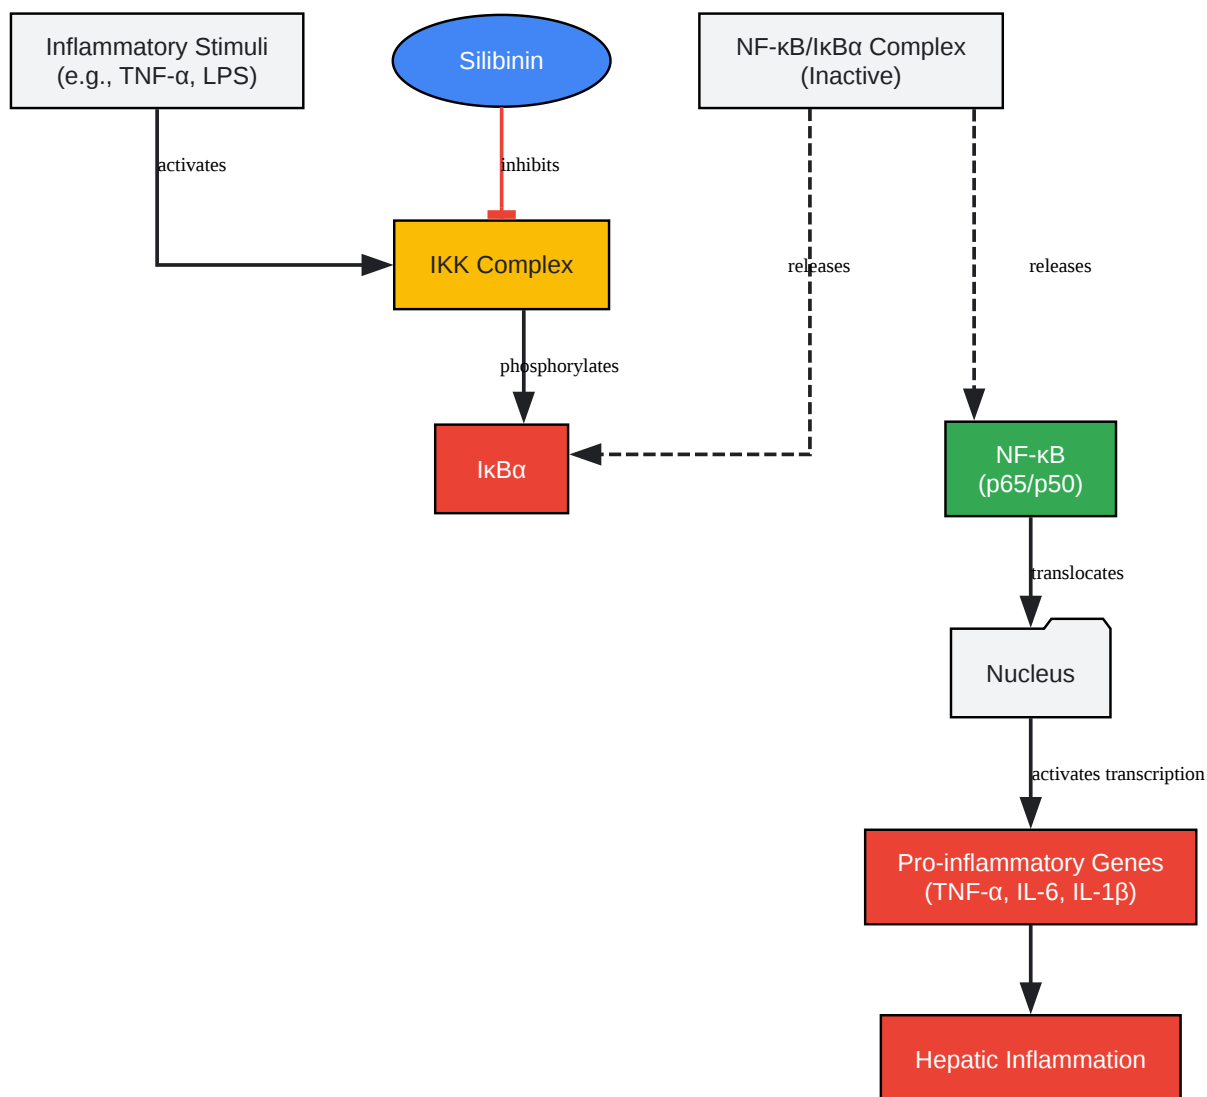 Inflammatory Stimuli
(e.g., TNF-α, LPS)
Silibinin
NF-κB/IκBα Complex
(Inactive)
activates
inhibits
IKK Complex
releases
releases
phosphorylates
IκBα
NF-κB
(p65/p50)
translocates
Nucleus
activates transcription
Pro-inflammatory Genes
(TNF-α, IL-6, IL-1β)
Hepatic Inflammation